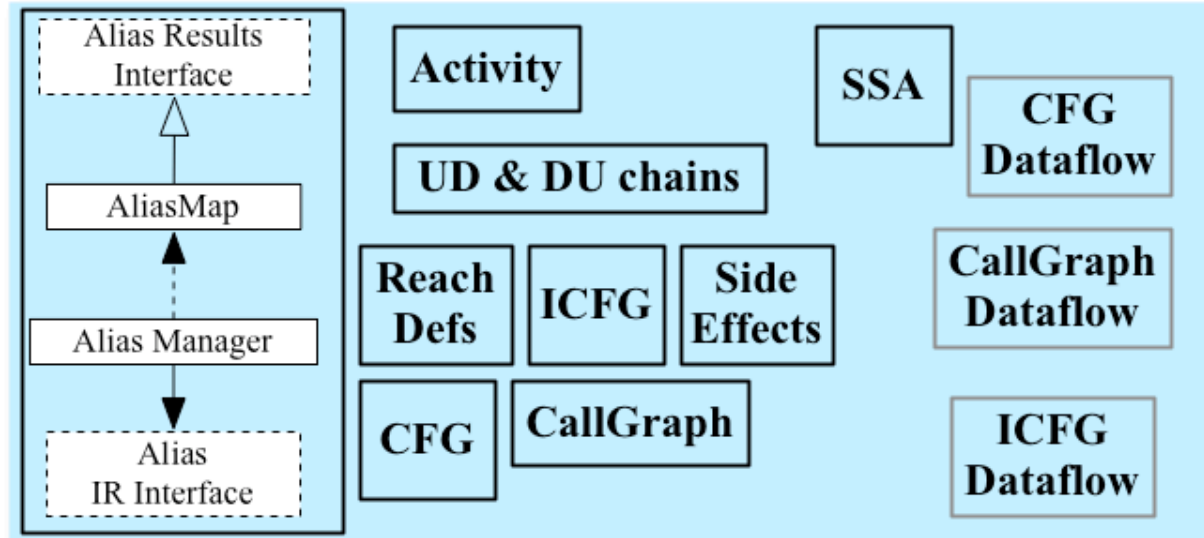 Alias Results
Interface
AliasMap
Alias Manager
Alias
IR Interface
Activity
UD & DU chains
Reach
Defs
ICFG
Side
Effects
CFG
CallGraph
SSA
CFG
Dataflow
CallGraph
Dataflow
ICFG
Dataflow